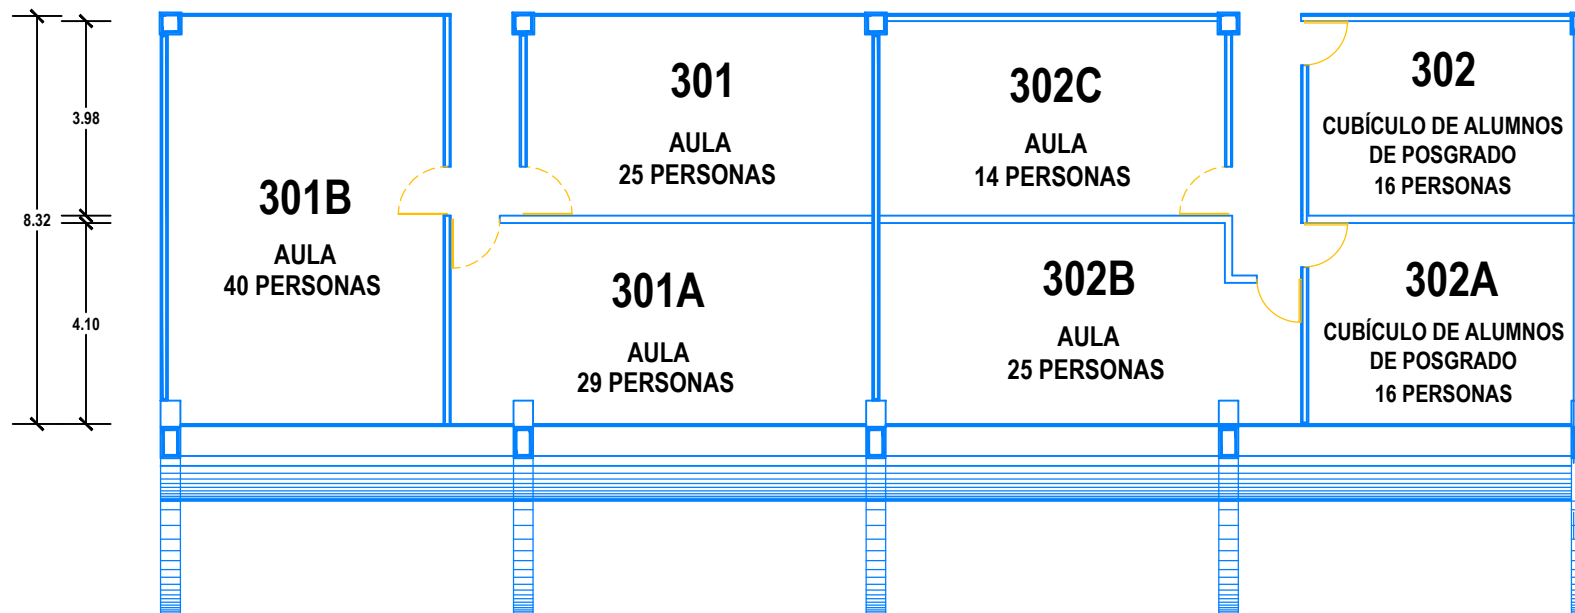 8.32
3.98
4.10
301B
AULA
40 PERSONAS
301
AULA
25 PERSONAS
301A
AULA
29 PERSONAS
302C
AULA
14 PERSONAS
302B
AULA
25 PERSONAS
302
CUBÍCULO DE ALUMNOS
DE POSGRADO
16 PERSONAS
302A
CUBÍCULO DE ALUMNOS
DE POSGRADO
16 PERSONAS